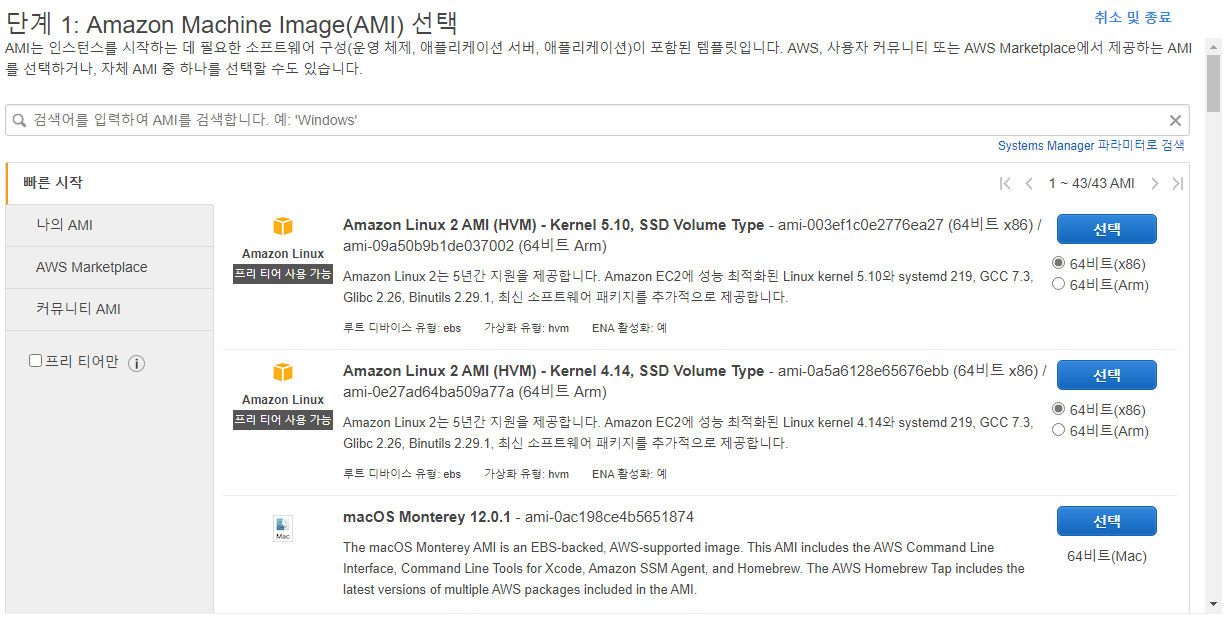 단계 1: Amazon Machine Image(AMI) 선택
취소 및 종료
AMI는 인스턴스를 시작하는 데 필요한 소프트웨어 구성(운영 체제, 애플리케이션 서버, 애플리케이션)이 포함된 템플릿입니다. AWS, 사용자 커뮤니티 또는 AWS Marketplace에서 제공하는 AMI
를 선택하거나, 자체 AMI 중 하나를 선택할 수도 있습니다.
검색어를 입력하여 AMI를 검색합니다. 예: 'Windows'
Systems Manager 파라미터로 검색
빠른 시작
1 ~ 43/43 AMI
나의 AMI
AWS Marketplace
커뮤니티 AMI
프리 티어만
Amazon Linux
프리 티어 사용 가능
Amazon Linux 2 AMI (HVM) - Kernel 5.10, SSD Volume Type - ami-003ef1c0e2776ea27 (64비트 x86) /
ami-09a50b9b1de037002 (64비트 Arm)
Amazon Linux 2는 5년간 지원을 제공합니다. Amazon EC2에 성능 최적화된 Linux kernel 5.10와 systemd 219, GCC 7.3,
Glibc 2.26, Binutils 2.29.1, 최신 소프트웨어 패키지를 추가적으로 제공합니다.
루트 디바이스 유형: ebs 가상화 유형: hvm ENA 활성화: 예
선택
64비트(x86)
64비트(Arm)
Amazon Linux
프리 티어 사용 가능
Amazon Linux 2 AMI (HVM) - Kernel 4.14, SSD Volume Type - ami-0a5a6128e65676ebb (64비트 x86) /
ami-0e27ad64ba509a77a (64비트 Arm)
Amazon Linux 2는 5년간 지원을 제공합니다. Amazon EC2에 성능 최적화된 Linux kernel 4.14와 systemd 219, GCC 7.3,
Glibc 2.26, Binutils 2.29.1, 최신 소프트웨어 패키지를 추가적으로 제공합니다.
루트 디바이스 유형: ebs 가상화 유형: hvm ENA 활성화: 예
선택
64비트(x86)
64비트(Arm)
Mac
macOS Monterey 12.0.1 - ami-0ac198ce4b5651874
The macOS Monterey AMI is an EBS-backed, AWS-supported image. This AMI includes the AWS Command Line
Interface, Command Line Tools for Xcode, Amazon SSM Agent, and Homebrew. The AWS Homebrew Tap includes the
latest versions of multiple AWS packages included in the AMI.
선택
64비트(Mac)